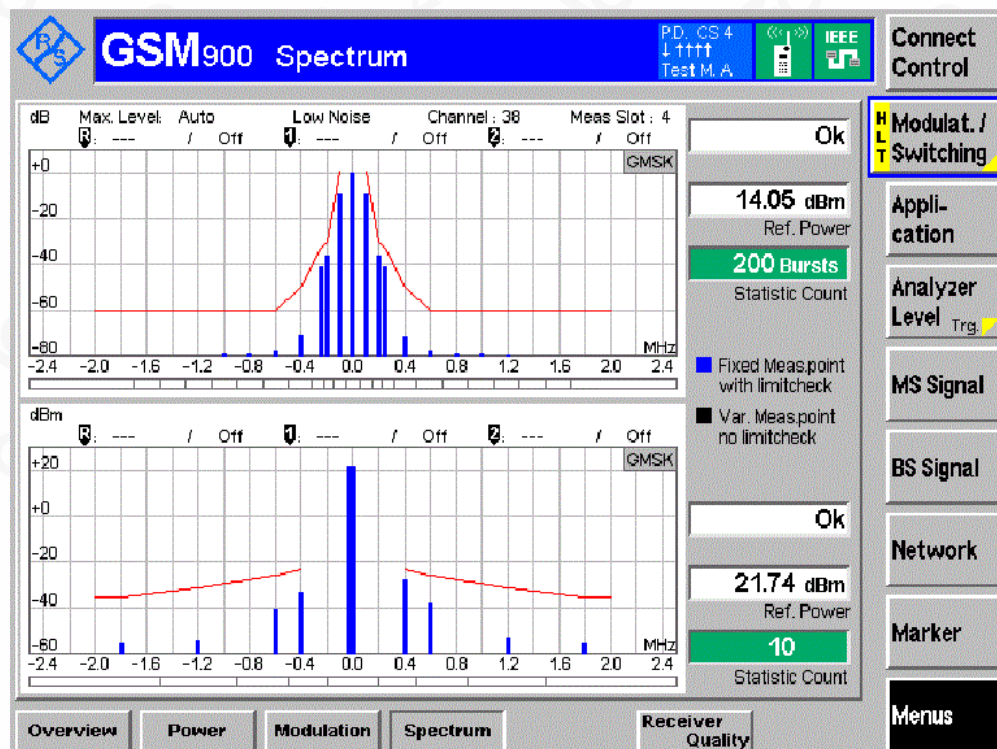 R/S
GSM900 Spectrum
P.D. CS 4
↓ ↑↑↑↑
Test M. A.
IEEE
Connect
Control
dB Max. Level: Auto Low Noise Channel : 38 Meas Slot : 4
R: --- / Off 1: --- / Off 2: --- / Off
GMSK
+0
-20
-40
-60
-80
MHz
-2.4 -2.0 -1.6 -1.2 -0.8 -0.4 0.0 0.4 0.8 1.2 1.6 2.0 2.4
Ok
14.05 dBm
Ref. Power
200 Bursts
Statistic Count
Fixed Meas.point
with limitcheck
Var. Meas.point
no limitcheck
dBm
R: --- / Off 1: --- / Off 2: --- / Off
GMSK
+20
+0
-20
-40
-60
MHz
-2.4 -2.0 -1.6 -1.2 -0.8 -0.4 0.0 0.4 0.8 1.2 1.6 2.0 2.4
Ok
21.74 dBm
Ref. Power
10
Statistic Count
HLT
Modulat. /
Switching
Appli-
cation
Analyzer
Level Trg.
MS Signal
BS Signal
Network
Marker
Menus
Overview
Power
Modulation
Spectrum
Receiver
Quality